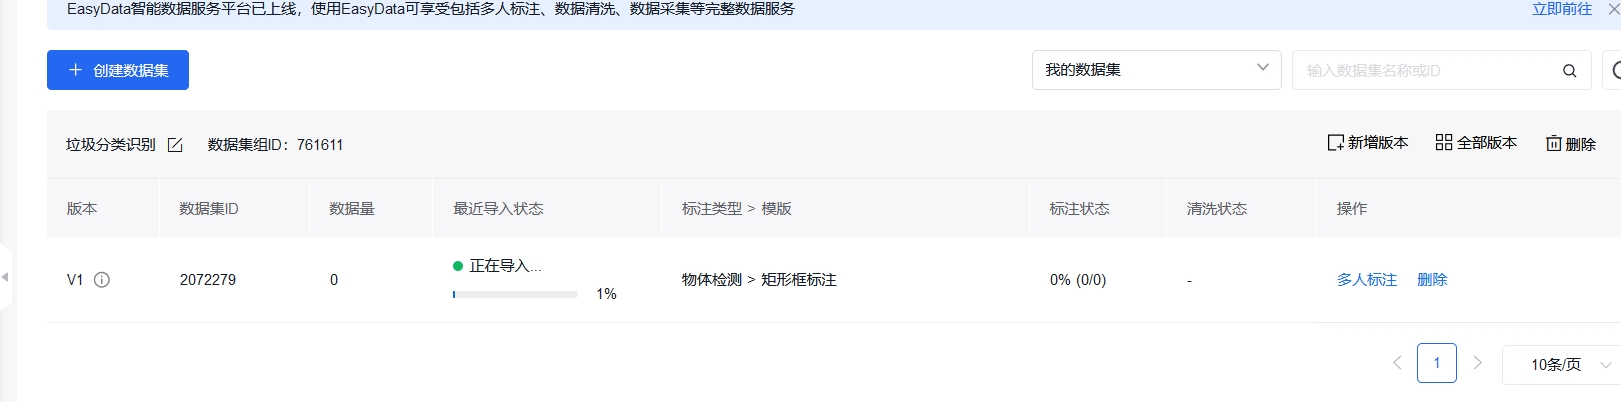 EasyData智能数据服务平台已上线，使用EasyData可享受包括多人标注、数据清洗、数据采集等完整数据服务 立即前往
创建数据集 我的数据集 输入数据集名称或ID
垃圾分类识别 数据集组ID：761611 新增版本 全部版本 删除
版本 数据集ID 数据量 最近导入状态 标注类型 > 模版 标注状态 清洗状态 操作
正在导入...
V1 2072279 0 1% 物体检测 > 矩形框标注 0% (0/0) - 多人标注 删除
1 10条/页